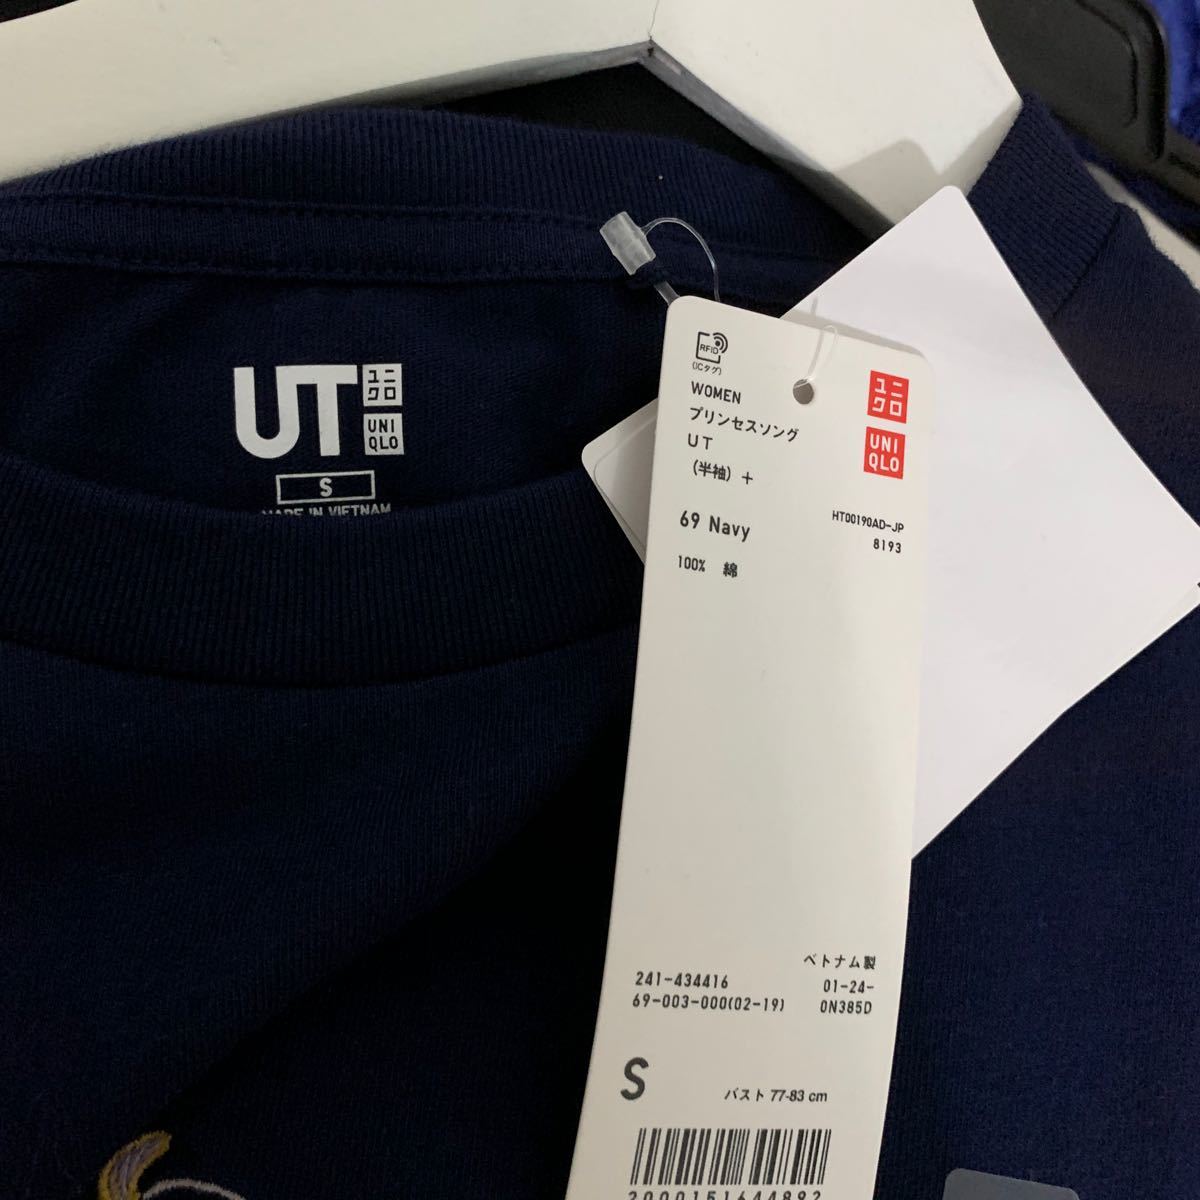 UT
ユニ
クロ
UNI
QLO
S
MADE IN VIETNAM
RFID
(ICタグ)
WOMEN
プリンセスソング
UT
(半袖)+
ユニ
クロ
UNI
QLO
69 Navy
HT00190AD-JP
8193
100% 綿
ベトナム製
241-434416
01-24-
69-003-000(02-19)
0N385D
S
バスト 77-83 cm
2000151644892